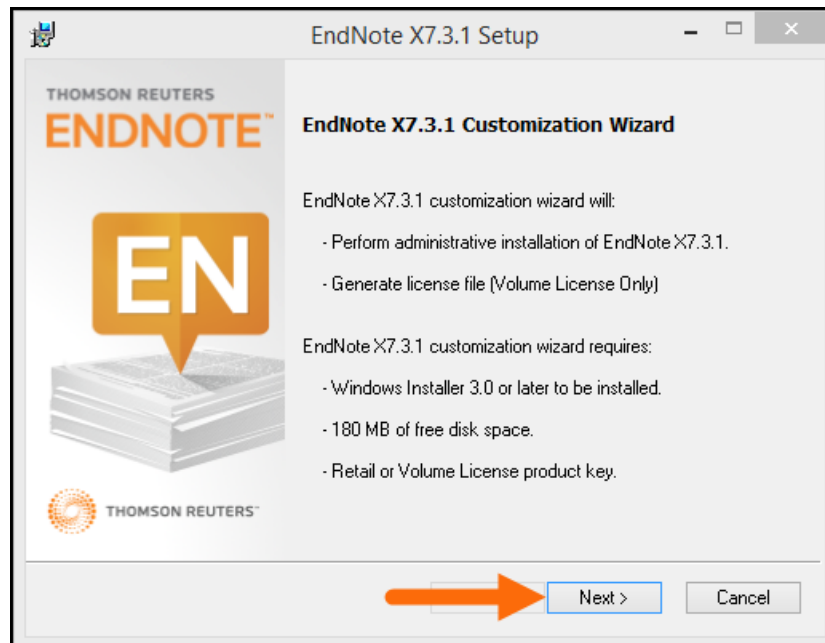 EndNote X7.3.1 Setup
THOMSON REUTERS
ENDNOTE™
EndNote X7.3.1 Customization Wizard
EndNote X7.3.1 customization wizard will:
- Perform administrative installation of EndNote X7.3.1.
- Generate license file (Volume License Only)
EN
EndNote X7.3.1 customization wizard requires:
- Windows Installer 3.0 or later to be installed.
- 180 MB of free disk space.
- Retail or Volume License product key.
THOMSON REUTERS™
Next >
Cancel